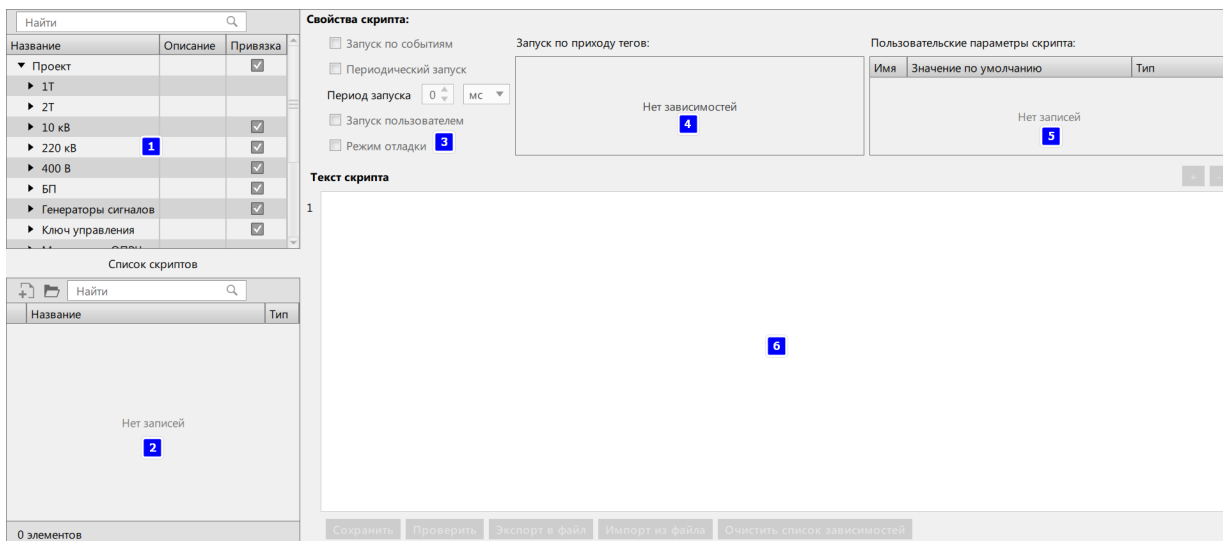 Найти
Название Описание Привязка
Проект
1Т
2Т
10 кВ
220 кВ
1
400 В
БП
Генераторы сигналов
Ключ управления
Список скриптов
Найти
Название Тип
Нет записей
2
0 элементов
Свойства скрипта:
Запуск по событиям
Периодический запуск
Период запуска 0 мс
Запуск пользователем
Режим отладки 3
Запуск по приходу тегов:
Нет зависимостей
4
Пользовательские параметры скрипта:
Имя Значение по умолчанию Тип
Нет записей
5
Текст скрипта
+ -
1
6
Сохранить Проверить Экспорт в файл Импорт из файла Очистить список зависимостей